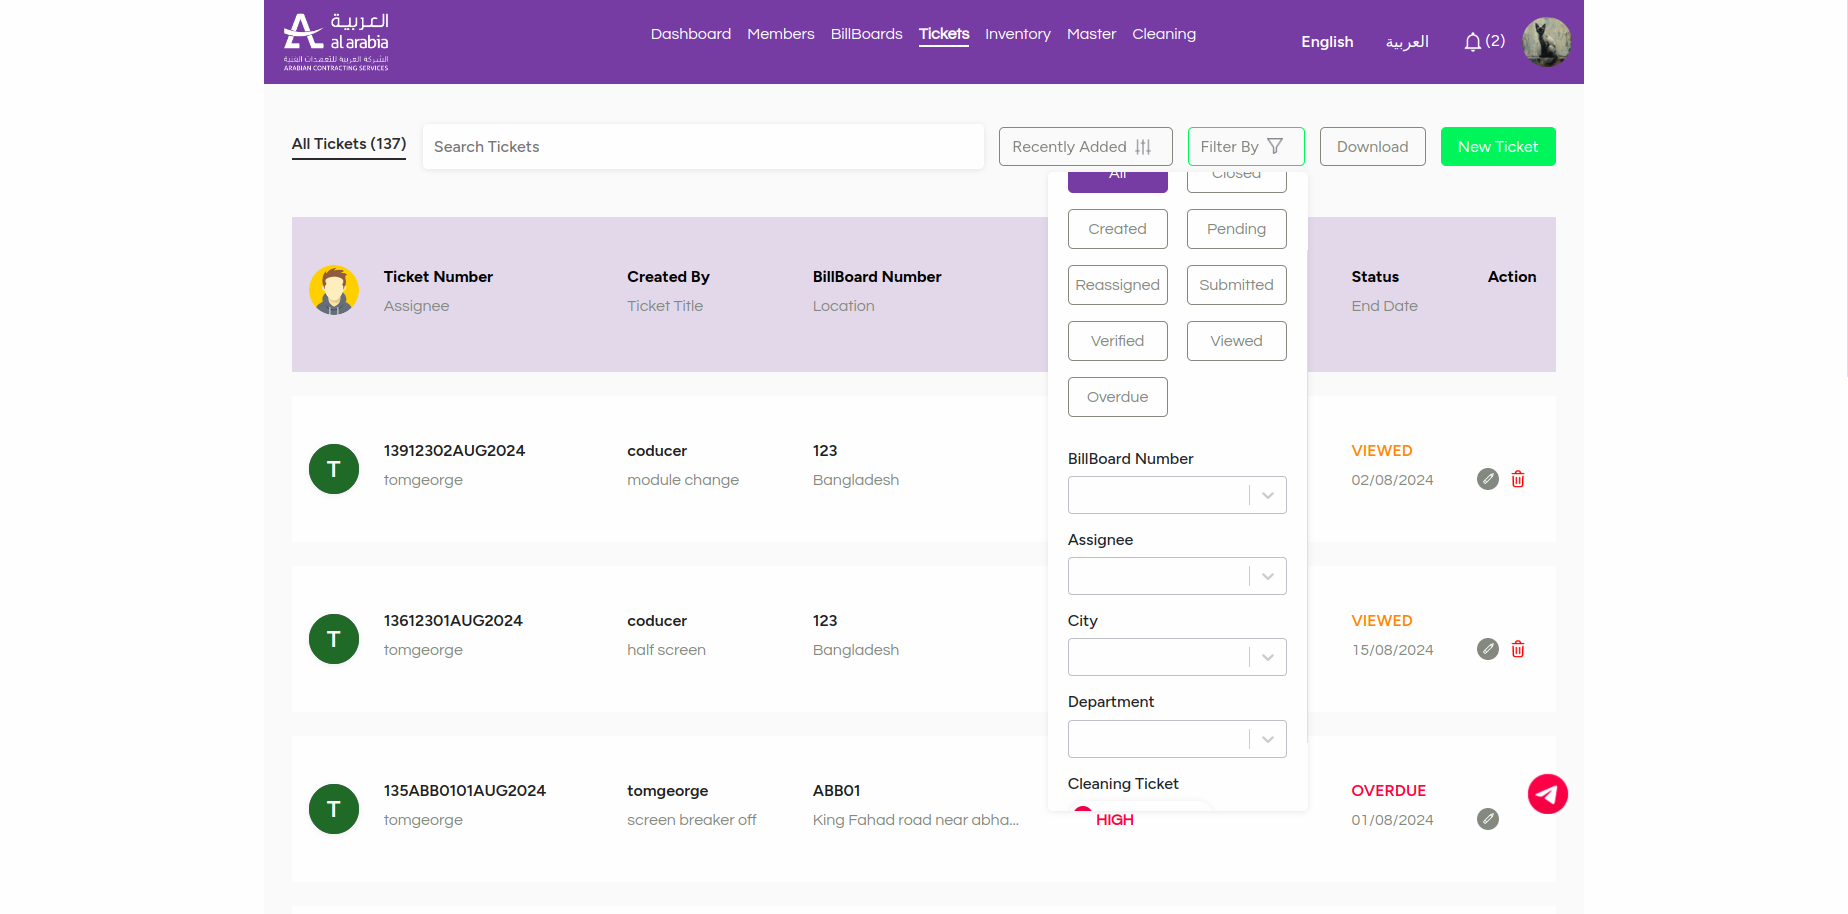 العربية
al arabia
الشركة العربية للتعهدات الفنية
ARABIAN CONTRACTING SERVICES
Dashboard Members BillBoards Tickets Inventory Master Cleaning
English العربية (2)
All Tickets (137) Search Tickets Recently Added Filter By Download New Ticket
All Closed
Created Pending
Reassigned Submitted
Verified Viewed
Overdue
BillBoard Number
Assignee
City
Department
Cleaning Ticket
Ticket Number Created By BillBoard Number Status Action
Assignee Ticket Title Location End Date
T
13912302AUG2024 coducer 123 VIEWED
tomgeorge module change Bangladesh 02/08/2024
T
13612301AUG2024 coducer 123 VIEWED
tomgeorge half screen Bangladesh 15/08/2024
T
135ABB0101AUG2024 tomgeorge ABB01 OVERDUE
tomgeorge screen breaker off King Fahad road near abha... HIGH 01/08/2024